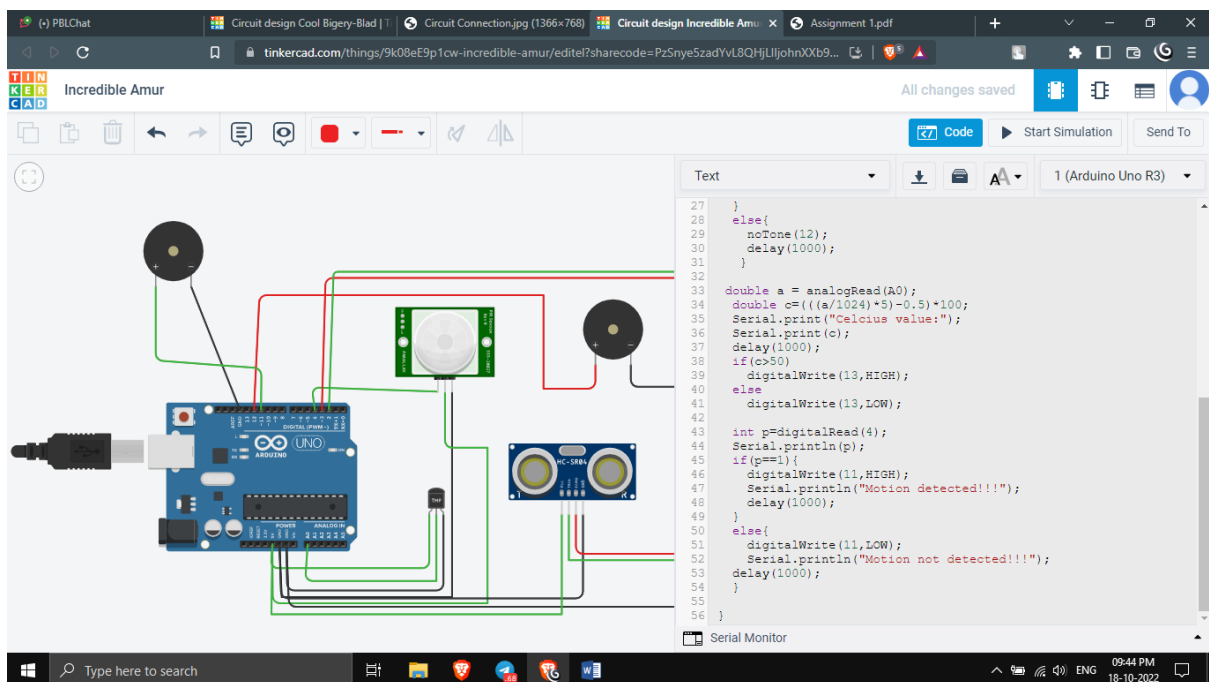 (•) PBLChat
Circuit design Cool Bigery-Blad | T
Circuit Connection.jpg (1366×768)
Circuit design Incredible Amu
Assignment 1.pdf
tinkercad.com/things/9k08eE9p1cw-incredible-amur/editel?sharecode=PzSnye5zadYvL8QHjLlljohnXXb9...
5
TIN
KER
CAD
Incredible Amur
All changes saved
Code
Start Simulation
Send To
Text
1 (Arduino Uno R3)
27 }
28 else{
29 noTone(12);
30 delay(1000);
31 }
32
33 double a = analogRead(A0);
34 double c=(((a/1024)*5)-0.5)*100;
35 Serial.print("Celcius value:");
36 Serial.print(c);
37 delay(1000);
38 if(c>50)
39 digitalWrite(13,HIGH);
40 else
41 digitalWrite(13,LOW);
42
43 int p=digitalRead(4);
44 Serial.println(p);
45 if(p==1){
46 digitalWrite(11,HIGH);
47 Serial.println("Motion detected!!!");
48 delay(1000);
49 }
50 else{
51 digitalWrite(11,LOW);
52 Serial.println("Motion not detected!!!");
53 delay(1000);
54 }
55
56 }
DIGITAL (PWM~)
UNO
ARDUINO
POWER
ANALOG IN
TMP
HC-SR04
T
R
Serial Monitor
Type here to search
ENG
09:44 PM
18-10-2022